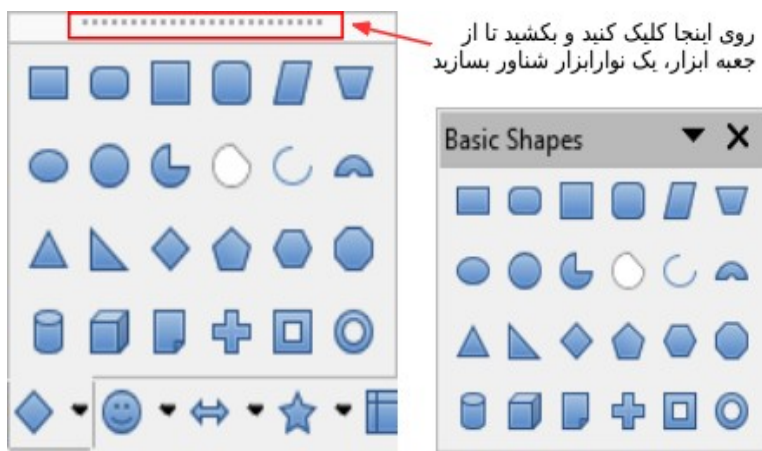 روی اینجا کلیک کنید و بکشید تا از
جعبه ابزار، یک نوارابزار شناور بسازید
Basic Shapes